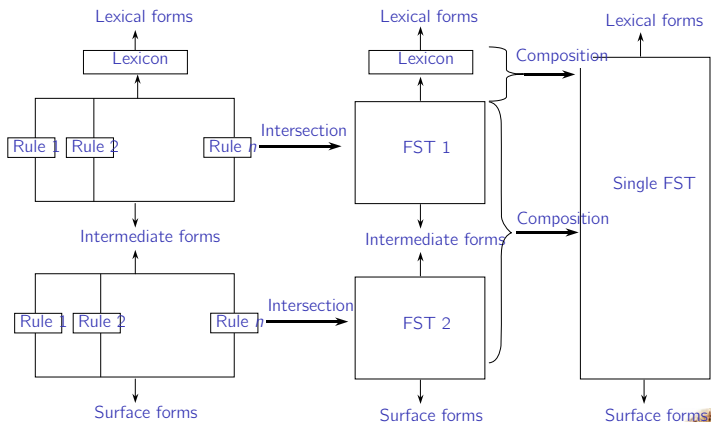 Lexical forms
Lexicon
Rule 1
Rule 2
Rule n
Intersection
Intermediate forms
Rule 1
Rule 2
Rule n
Intersection
Surface forms
Lexical forms
Lexicon
FST 1
Intermediate forms
FST 2
Surface forms
Composition
Composition
Lexical forms
Single FST
Surface forms